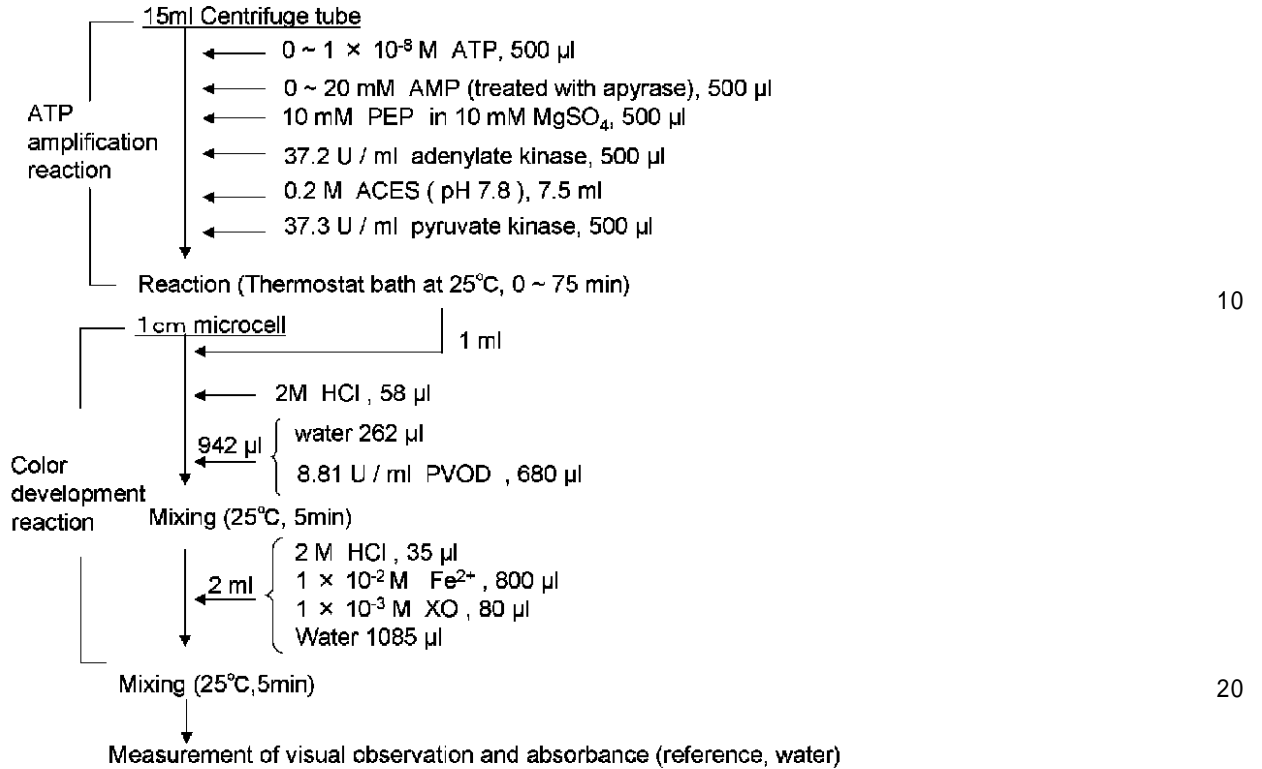 15ml Centrifuge tube
0 ~ 1 × 10⁻⁸ M ATP, 500 µl
0 ~ 20 mM AMP (treated with apyrase), 500 µl
10 mM PEP in 10 mM MgSO₄, 500 µl
37.2 U / ml adenylate kinase, 500 µl
0.2 M ACES ( pH 7.8 ), 7.5 ml
37.3 U / ml pyruvate kinase, 500 µl
ATP
amplification
reaction
Reaction (Thermostat bath at 25°C, 0 ~ 75 min)
10
1cm microcell
1 ml
2M HCl , 58 µl
942 µl
water 262 µl
8.81 U / ml PVOD , 680 µl
Color
development
reaction
Mixing (25°C, 5min)
2 ml
2 M HCl , 35 µl
1 × 10⁻² M Fe²⁺ , 800 µl
1 × 10⁻³ M XO , 80 µl
Water 1085 µl
Mixing (25°C,5min)
20
Measurement of visual observation and absorbance (reference, water)